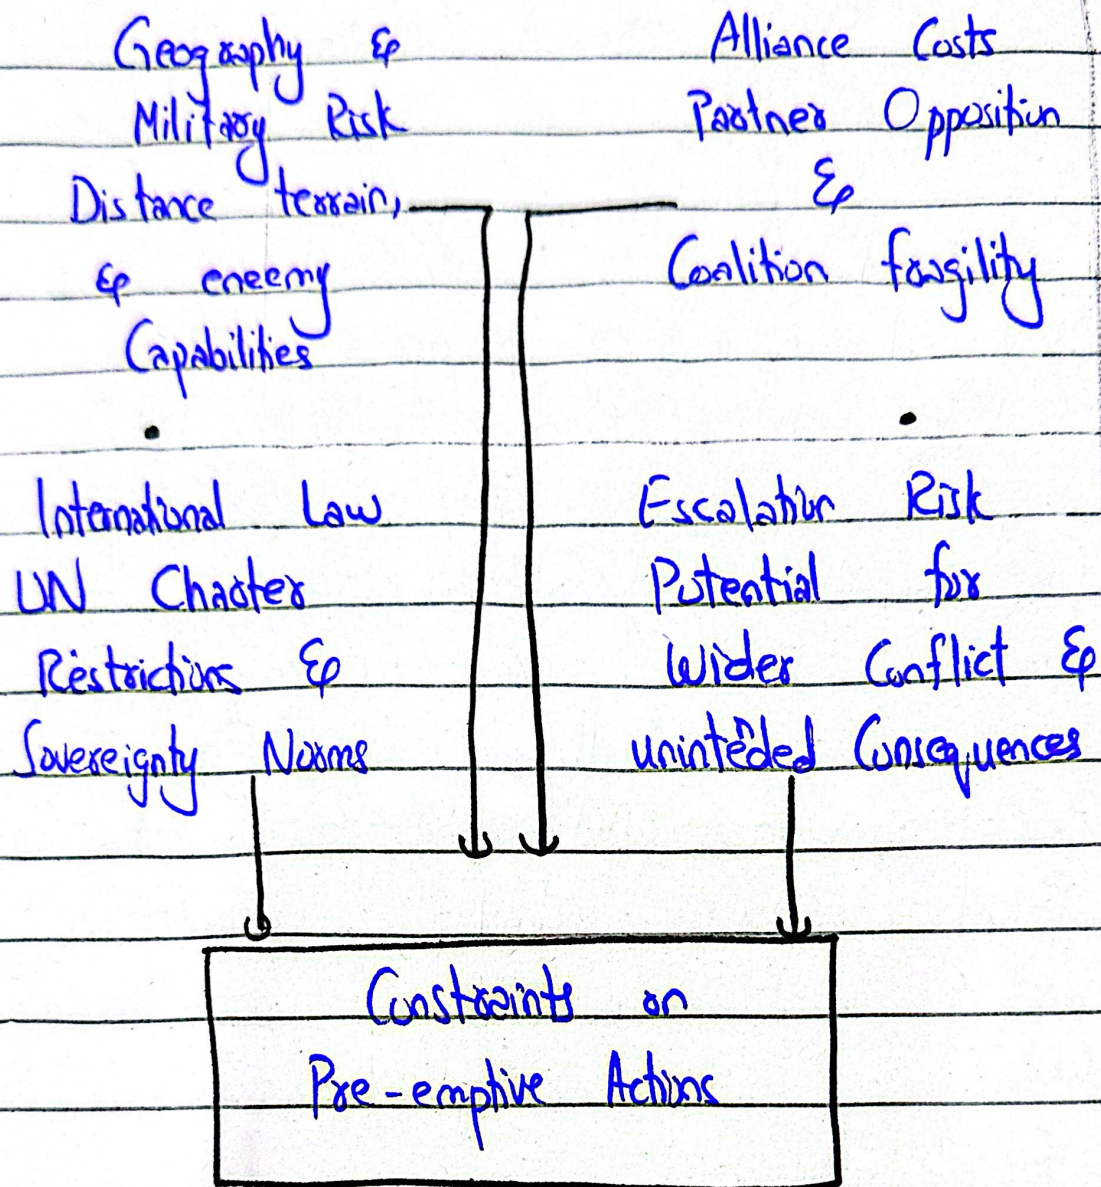 Geography &
Military Risk
Distance terrain,
& eneemy
Capabilities
Alliance Costs
Partner Opposition
&
Coalition fragility
International Law
UN Charter
Restrictions &
Sovereignty Norms
Escalation Risk
Potential for
Wider Conflict &
unintended Consequences
Constraints on
Pre-emptive Actions